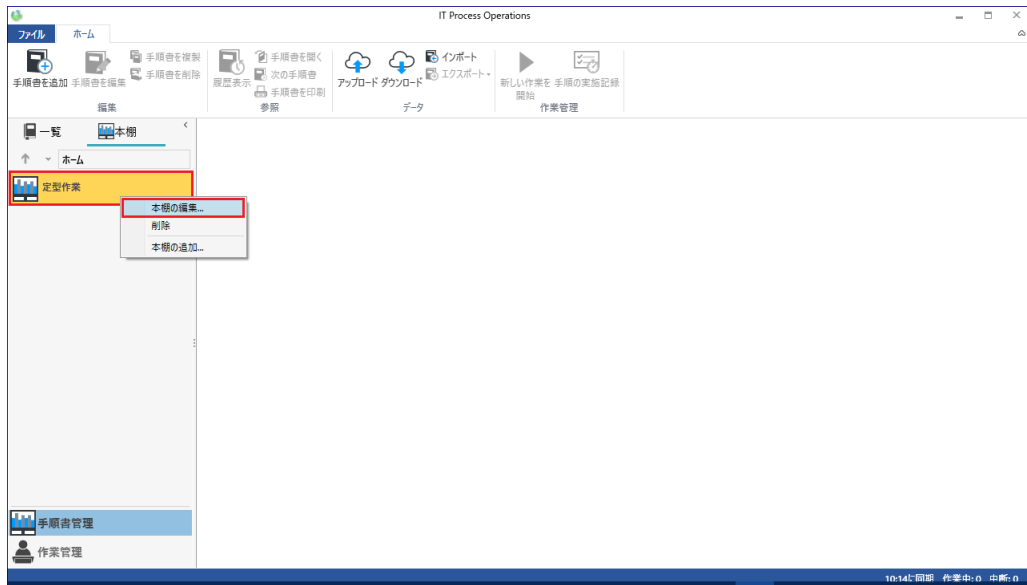 IT Process Operations
ファイル ホーム
手順書を追加 手順書を編集 手順書を複製 手順書を削除
編集
履歴表示 手順書を開く 次の手順書 手順書を印刷
参照
アップロード ダウンロード インポート エクスポート
データ
新しい作業を開始 手順の実施記録
作業管理
一覧 本棚
ホーム
定型作業
本棚の編集...
削除
本棚の追加...
手順書管理
作業管理
10:14に同期 作業中: 0 中断: 0